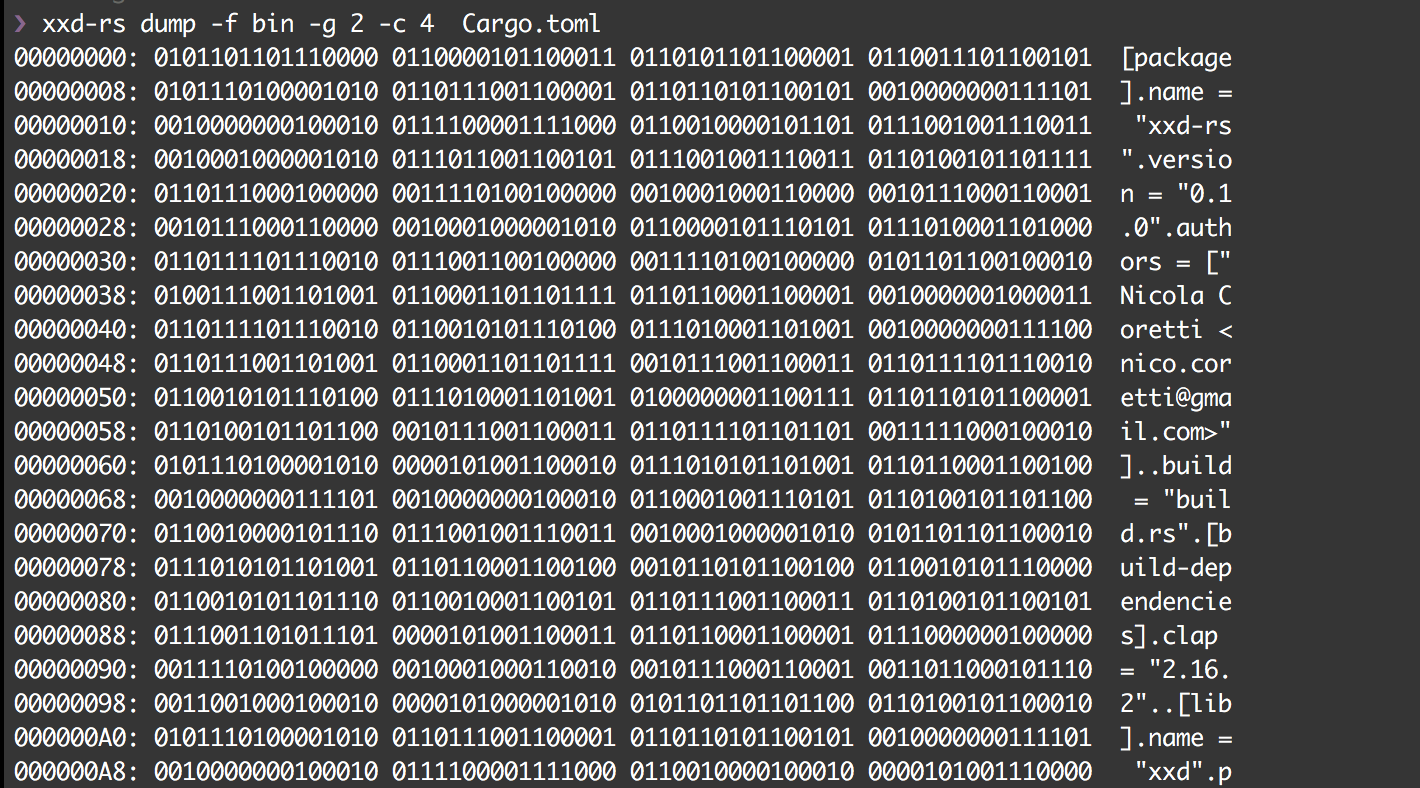 ❯ xxd-rs dump -f bin -g 2 -c 4  Cargo.toml
00000000: 0101101101110000 0110000101100011 0110101101100001 0110011101100101  [package
00000008: 0101110100001010 0110111001100001 0110110101100101 0010000000111101  ].name =
00000010: 0010000000100010 0111100001111000 0110010000101101 0111001001110011   "xxd-rs
00000018: 0010001000001010 0111011001100101 0111001001110011 0110100101101111  ".versio
00000020: 0110111000100000 0011110100100000 0010001000110000 0010111000110001  n = "0.1
00000028: 0010111000110000 0010001000001010 0110000101110101 0111010001101000  .0".auth
00000030: 0110111101110010 0111001100100000 0011110100100000 0101101100100010  ors = ["
00000038: 0100111001101001 0110001101101111 0110110001100001 0010000001000011  Nicola C
00000040: 0110111101110010 0110010101110100 0111010001101001 0010000000111100  oretti <
00000048: 0110111001101001 0110001101101111 0010111001100011 0110111101110010  nico.cor
00000050: 0110010101110100 0111010001101001 0100000001100111 0110110101100001  etti@gma
00000058: 0110100101101100 0010111001100011 0110111101101101 0011111000100010  il.com>"
00000060: 0101110100001010 0000101001100010 0111010101101001 0110110001100100  ]..build
00000068: 0010000000111101 0010000000100010 0110001001110101 0110100101101100   = "buil
00000070: 0110010000101110 0111001001110011 0010001000001010 0101101101100010  d.rs".[b
00000078: 0111010101101001 0110110001100100 0010110101100100 0110010101110000  uild-dep
00000080: 0110010101101110 0110010001100101 0110111001100011 0110100101100101  endencie
00000088: 0111001101011101 0000101001100011 0110110001100001 0111000000100000  s].clap
00000090: 0011110100100000 0010001000110010 0010111000110001 0011011000101110  = "2.16.
00000098: 0011001000100010 0000101000001010 0101101101101100 0110100101100010  2"..[lib
000000A0: 0101110100001010 0110111001100001 0110110101100101 0010000000111101  ].name =
000000A8: 0010000000100010 0111100001111000 0110010000100010 0000101001110000   "xxd".p